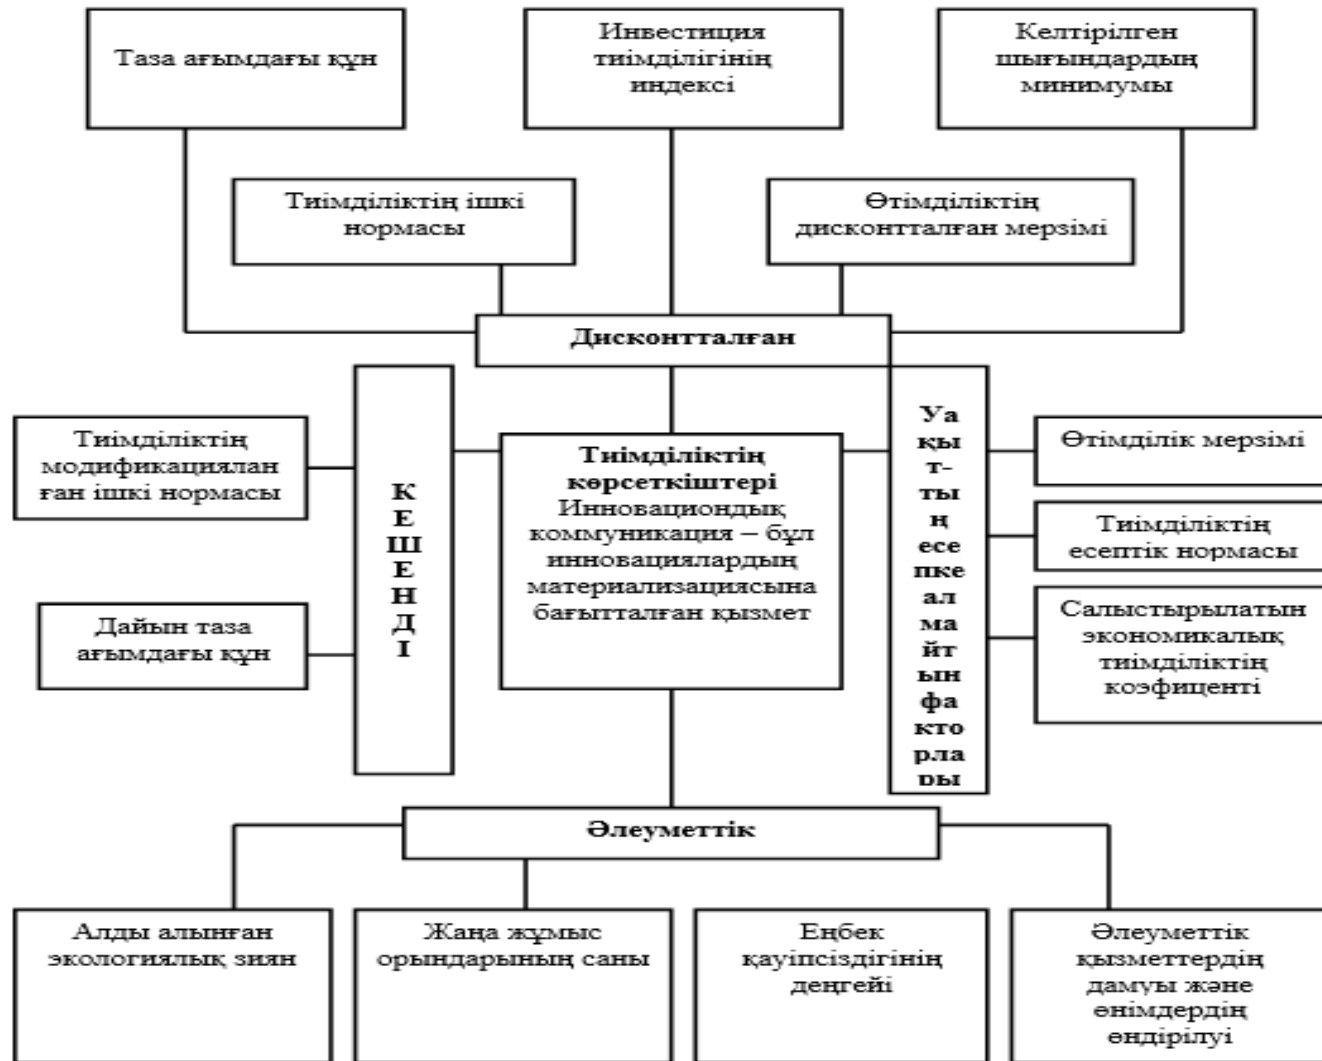 Таза ағымдағы құн
Инвестиция
тиімділігінің
индексі
Келтірілген
шығындардың
минимумы
Тиімділіктің ішкі
нормасы
Өтімділіктің
дисконтталған мерзімі
Дисконтталған
Тиімділіктің
модификациялан
ған ішкі нормасы
Дайын таза
ағымдағы құн
К
Е
Ш
Е
Н
Д
І
Тиімділіктің
көрсеткіштері
Инновациондық
коммуникация – бұл
инновациялардың
материализациясына
бағытталған қызмет
Уа
қы
т-
ты
ң
есе
пке
ал
ма
йт
ын
фа
кто
рла
ры
Өтімділік мерзімі
Тиімділіктің
есептік нормасы
Салыстырылатын
экономикалық
тиімділіктің
коэфиценті
Әлеуметтік
Алды алынған
экологиялық зиян
Жаңа жұмыс
орындарының саны
Еңбек
қауіпсіздігінің
деңгейі
Әлеуметтік
қызметтердің
дамуы және
өнімдердің
өндірілуі